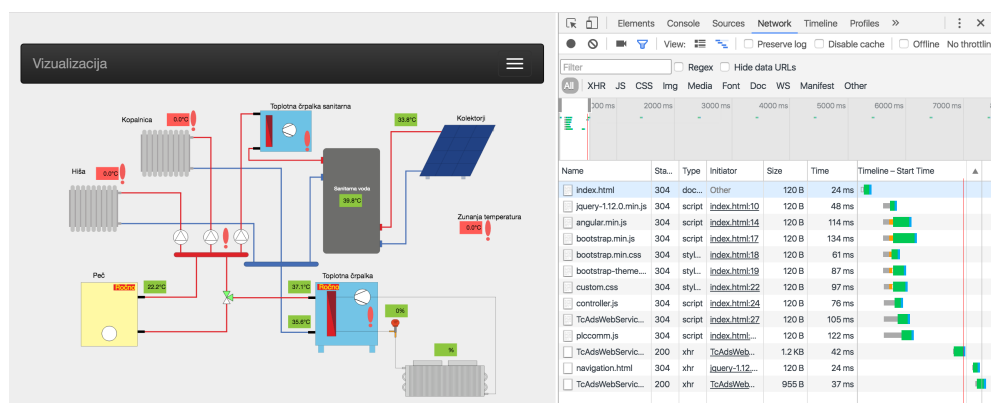 Vizualizacija
Toplotna črpalka sanitarna
Kopalnica
0.0°C
33.8°C
Kolektorji
Hiša
0.0°C
Sanitarna voda
39.8°C
Zunanja temperatura
0.0°C
Peč
Ročno
22.2°C
Toplotna črpalka
37.1°C
Ročno
35.6°C
0%
%
Elements Console Sources Network Timeline Profiles »
View: Preserve log Disable cache Offline No throttlin
Filter Regex Hide data URLs
All XHR JS CSS Img Media Font Doc WS Manifest Other
2000 ms 3000 ms 4000 ms 5000 ms 6000 ms 7000 ms
Name Sta... Type Initiator Size Time Timeline – Start Time
index.html 304 doc... Other 120 B 24 ms
jquery-1.12.0.min.js 304 script index.html:10 120 B 48 ms
angular.min.js 304 script index.html:14 120 B 114 ms
bootstrap.min.js 304 script index.html:17 120 B 134 ms
bootstrap.min.css 304 styl... index.html:18 120 B 61 ms
bootstrap-theme.... 304 styl... index.html:19 120 B 87 ms
custom.css 304 styl... index.html:22 120 B 97 ms
controller.js 304 script index.html:24 120 B 76 ms
TcAdsWebServic... 304 script index.html:27 120 B 105 ms
plccomm.js 304 script index.html:... 120 B 122 ms
TcAdsWebServic... 200 xhr TcAdsWeb... 1.2 KB 42 ms
navigation.html 304 xhr jquery-1.12.... 120 B 24 ms
TcAdsWebServic... 200 xhr TcAdsWeb... 955 B 37 ms